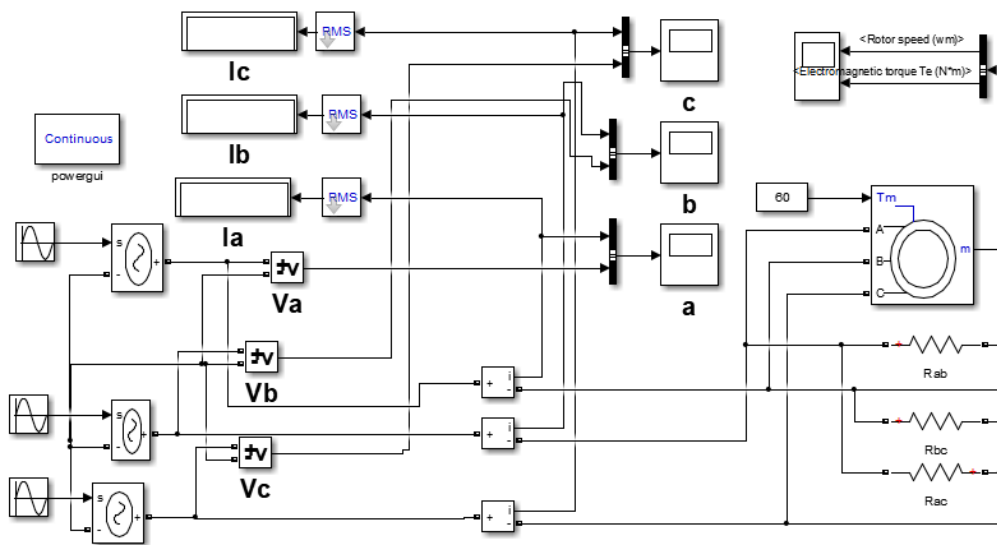 RMS
Ic
c
<Rotor speed (wm)>
<Electromagnetic torque Te (N*m)>
RMS
Ib
b
Continuous
powergui
RMS
Ia
a
60
Tm
A
B
C
m
s
-
+
+v
-
Va
+v
-
Vb
s
-
+
+v
-
Vc
s
-
+
+
i
-
+
i
-
+
i
-
+
Rab
+
Rbc
+
Rac